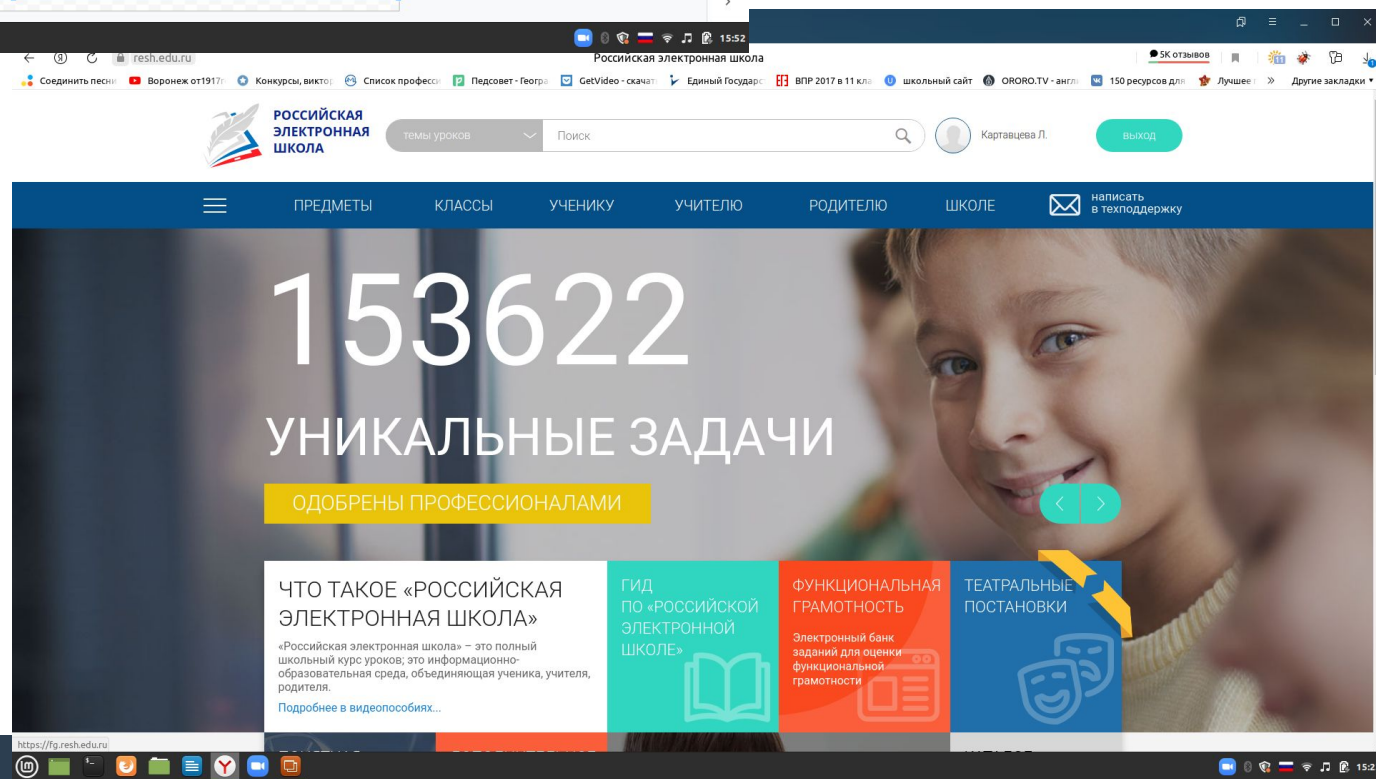 15:52
resh.edu.ru
Российская электронная школа
5K отзывов
Соединить песни
Воронеж от1917г
Конкурсы, виктор
Список професси
Педсовет - Геогра
GetVideo - скачат
Единый Государс
ВПР 2017 в 11 кла
школьный сайт
ORORO.TV - англи
150 ресурсов для
Лучшее
»
Другие закладки
РОССИЙСКАЯ
ЭЛЕКТРОННАЯ
ШКОЛА
темы уроков
Поиск
Картавцева Л.
выход
ПРЕДМЕТЫ
КЛАССЫ
УЧЕНИКУ
УЧИТЕЛЮ
РОДИТЕЛЮ
ШКОЛЕ
написать
в техподдержку
153622
УНИКАЛЬНЫЕ ЗАДАЧИ
ОДОБРЕНЫ ПРОФЕССИОНАЛАМИ
ЧТО ТАКОЕ «РОССИЙСКАЯ
ЭЛЕКТРОННАЯ ШКОЛА»
«Российская электронная школа» – это полный
школьный курс уроков; это информационно-
образовательная среда, объединяющая ученика, учителя,
родителя.
Подробнее в видеопособиях...
ГИД
ПО «РОССИЙСКОЙ
ЭЛЕКТРОННОЙ
ШКОЛЕ»
ФУНКЦИОНАЛЬНАЯ
ГРАМОТНОСТЬ
Электронный банк
заданий для оценки
функциональной
грамотности
ТЕАТРАЛЬНЫЕ
ПОСТАНОВКИ
https://fg.resh.edu.ru
15:2